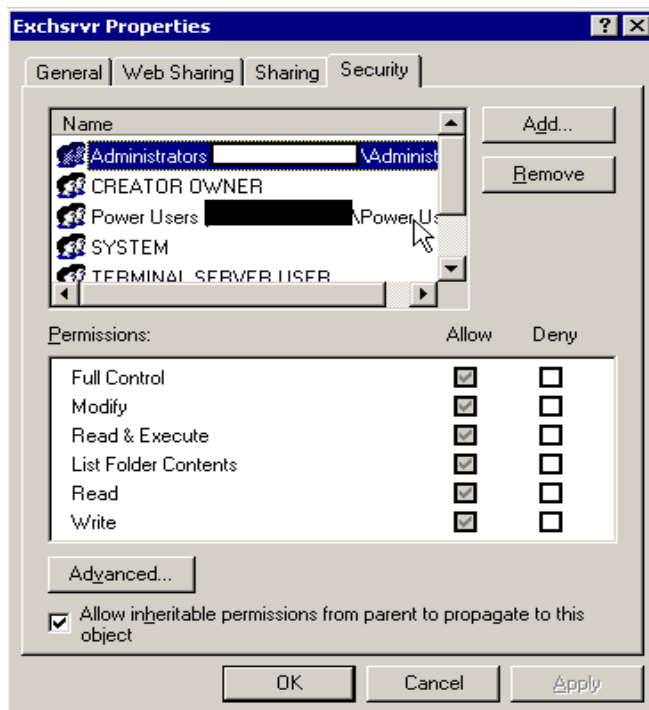 Exchsrvr Properties
General Web Sharing Sharing Security
Name
Add...
Administrators \Administ
Remove
CREATOR OWNER
Power Users \Power Us
SYSTEM
TERMINAL SERVER USER
Permissions: Allow Deny
Full Control
Modify
Read & Execute
List Folder Contents
Read
Write
Advanced...
Allow inheritable permissions from parent to propagate to this
object
OK Cancel Apply